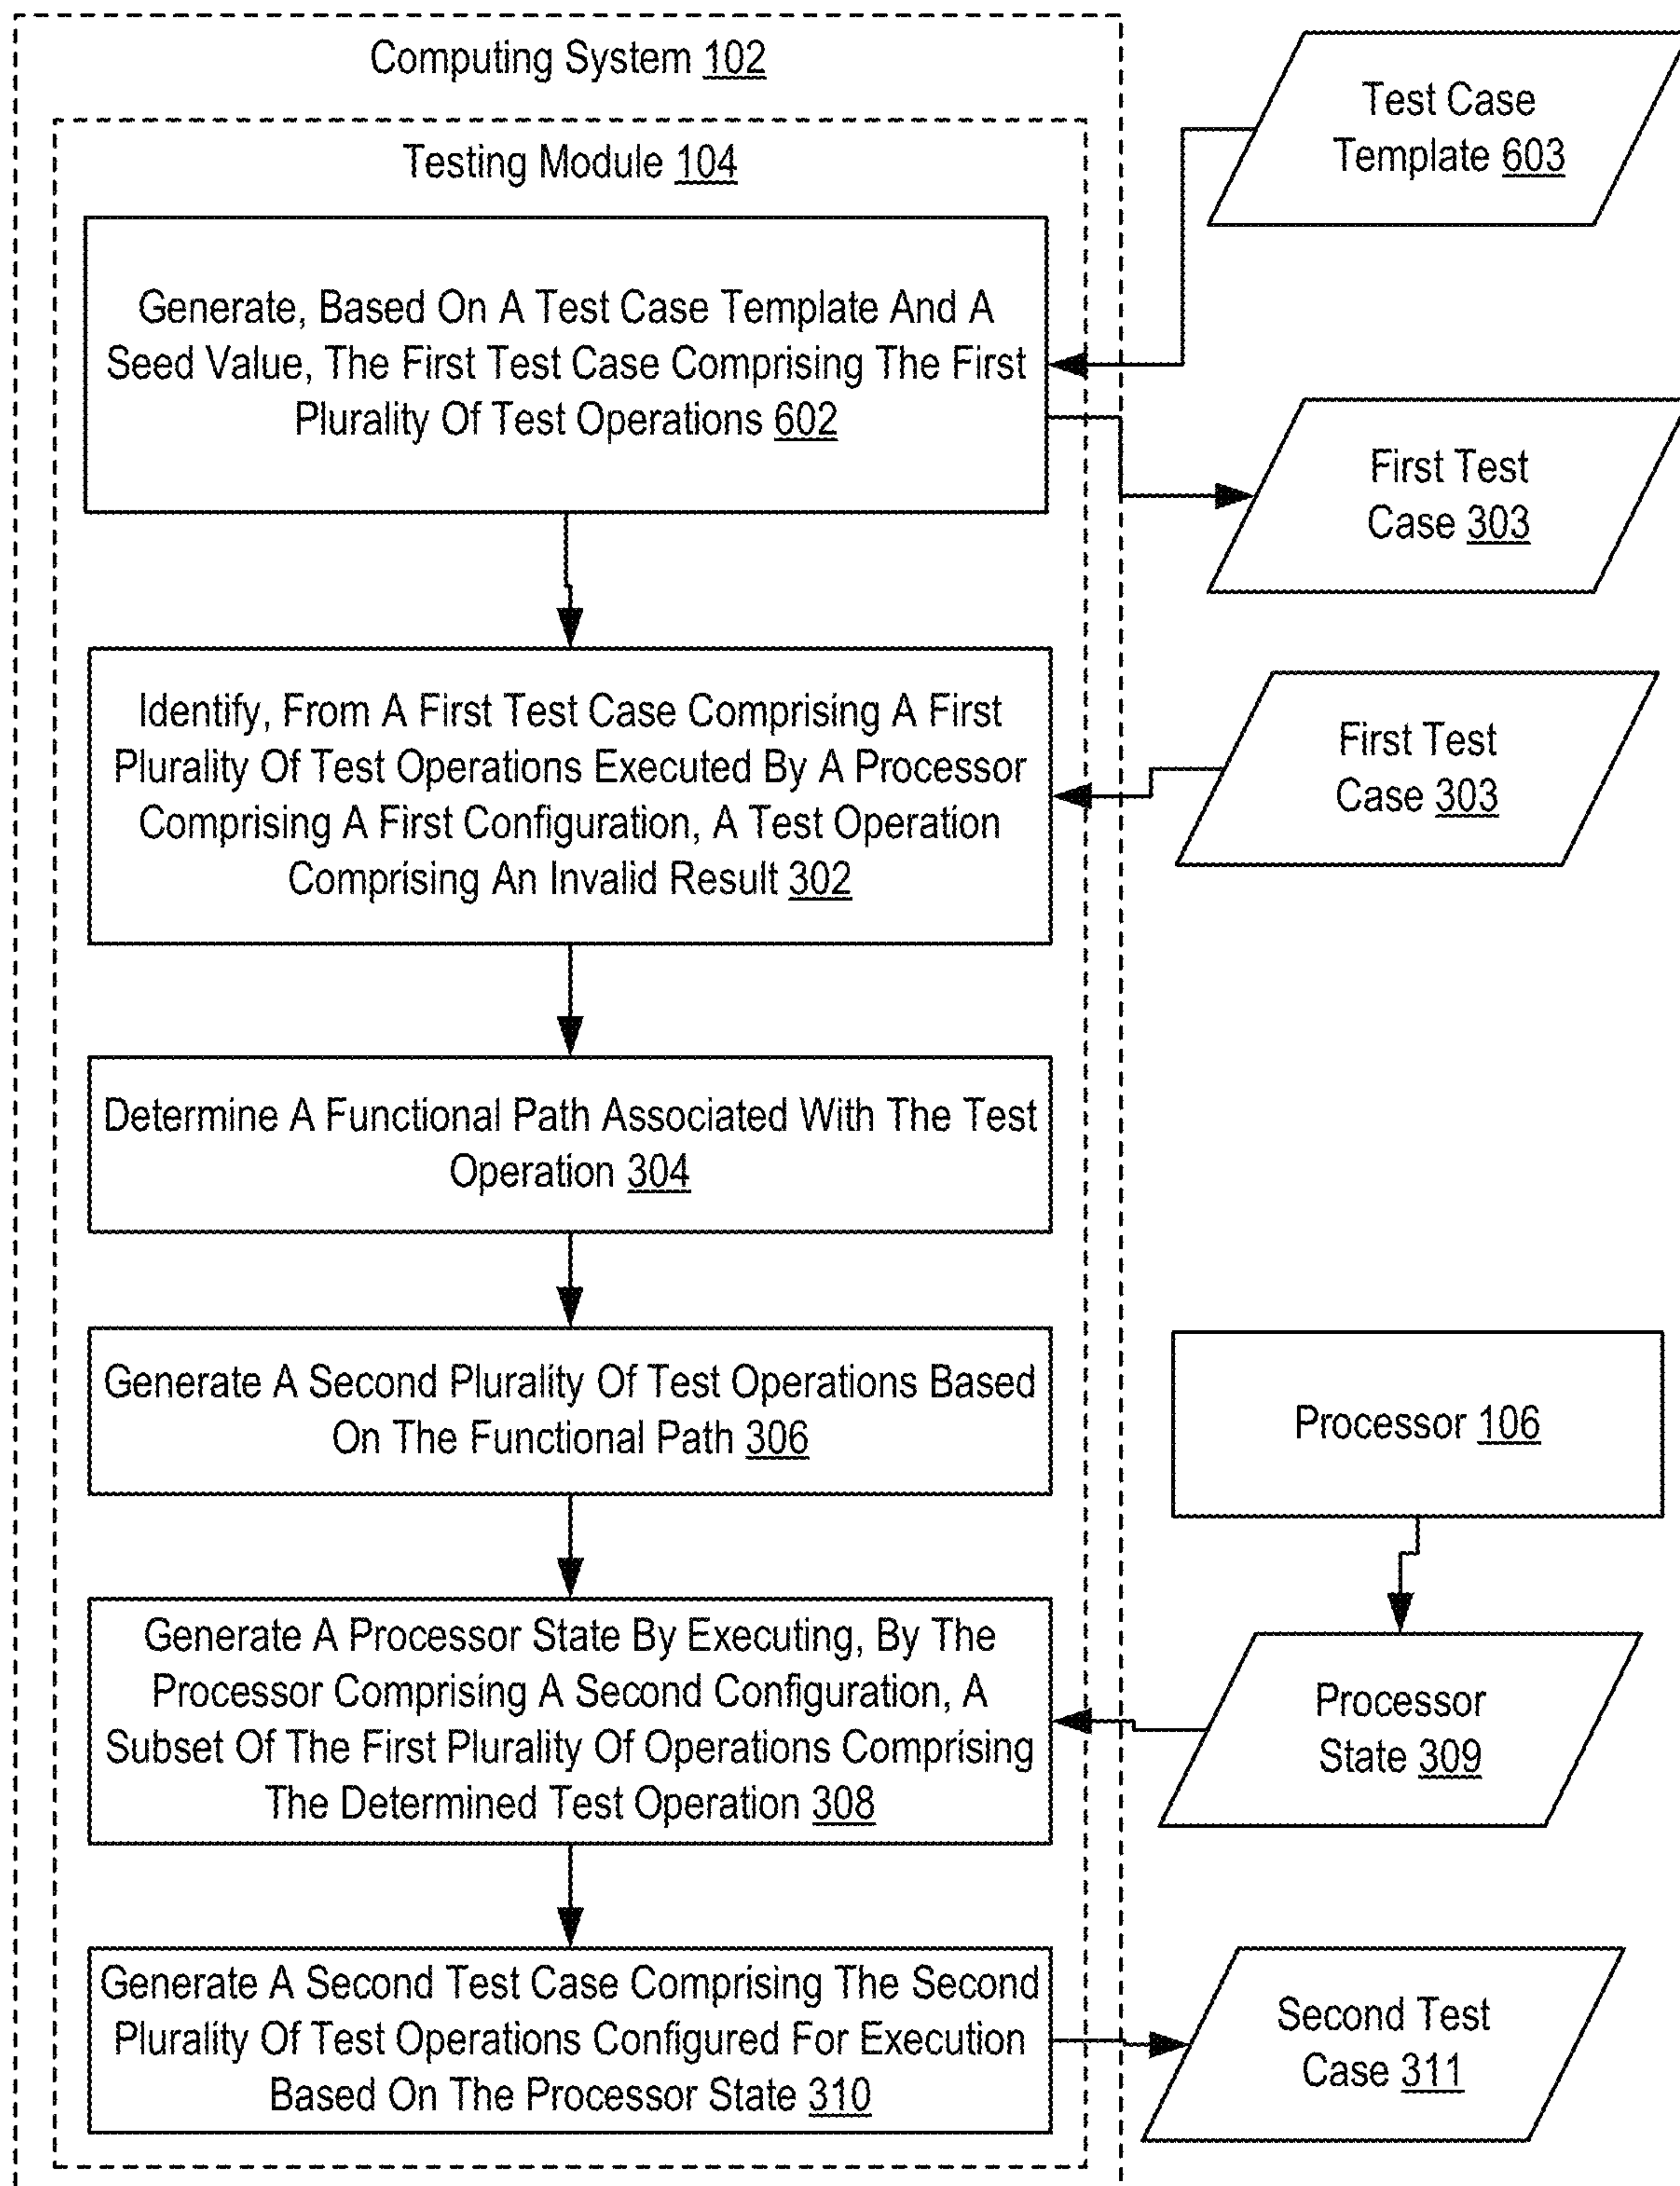 Computing System 102
Testing Module 104
Test Case
Template 603
Generate, Based On A Test Case Template And A
Seed Value, The First Test Case Comprising The First
Plurality Of Test Operations 602
First Test
Case 303
Identify, From A First Test Case Comprising A First
Plurality Of Test Operations Executed By A Processor
Comprising A First Configuration, A Test Operation
Comprising An Invalid Result 302
First Test
Case 303
Determine A Functional Path Associated With The Test
Operation 304
Generate A Second Plurality Of Test Operations Based
On The Functional Path 306
Processor 106
Generate A Processor State By Executing, By The
Processor Comprising A Second Configuration, A
Subset Of The First Plurality Of Operations Comprising
The Determined Test Operation 308
Processor
State 309
Generate A Second Test Case Comprising The Second
Plurality Of Test Operations Configured For Execution
Based On The Processor State 310
Second Test
Case 311